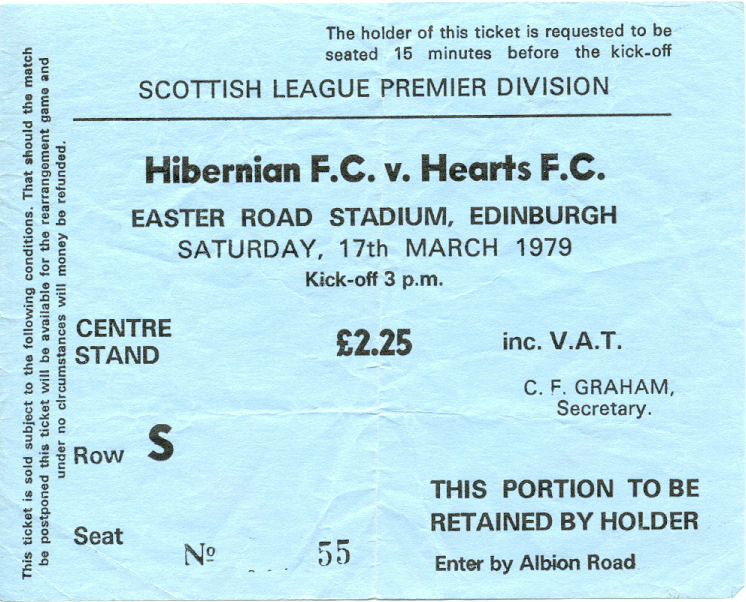 The holder of this ticket is requested to be
seated 15 minutes before the kick-off
SCOTTISH LEAGUE PREMIER DIVISION
Hibernian F.C. v. Hearts F.C.
EASTER ROAD STADIUM, EDINBURGH
SATURDAY, 17th MARCH 1979
Kick-off 3 p.m.
CENTRE
STAND
£2.25
inc. V.A.T.
C. F. GRAHAM,
Secretary.
Row S
Seat
Nº 55
THIS PORTION TO BE
RETAINED BY HOLDER
Enter by Albion Road
This ticket is sold subject to the following conditions. That should the match
be postponed this ticket will be available for the rearrangement game and
under no circumstances will money be refunded.